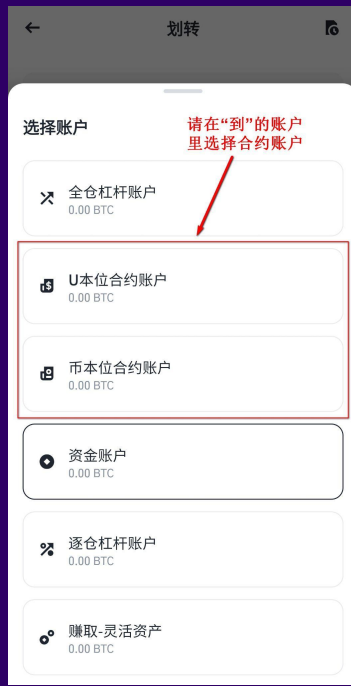 划转
选择账户
请在“到”的账户
里选择合约账户
全仓杠杆账户
0.00 BTC
U本位合约账户
0.00 BTC
币本位合约账户
0.00 BTC
资金账户
0.00 BTC
逐仓杠杆账户
0.00 BTC
赚取-灵活资产
0.00 BTC